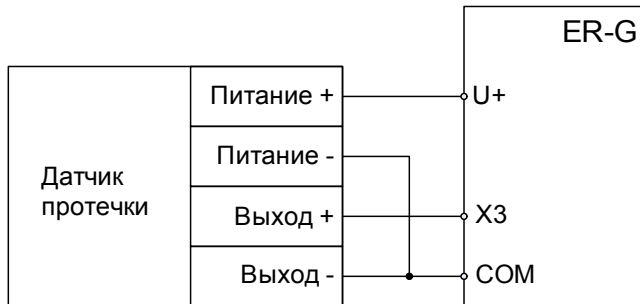 ER-G
Питание +
U+
Питание -
Датчик
протечки
Выход +
X3
Выход -
COM